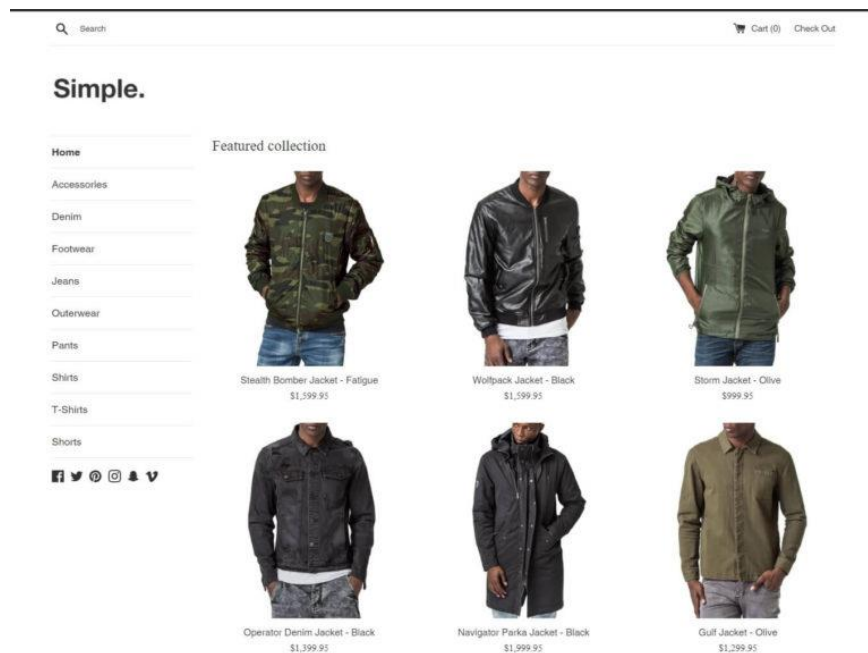 Search
Cart (0) Check Out
Simple.
Home
Accessories
Denim
Footwear
Jeans
Outerwear
Pants
Shirts
T-Shirts
Shorts
Featured collection
Stealth Bomber Jacket - Fatigue
$1,599.95
Wolfpack Jacket - Black
$1,599.95
Storm Jacket - Olive
$999.95
Operator Denim Jacket - Black
$1,399.95
Navigator Parka Jacket - Black
$1,999.95
Gulf Jacket - Olive
$1,299.95